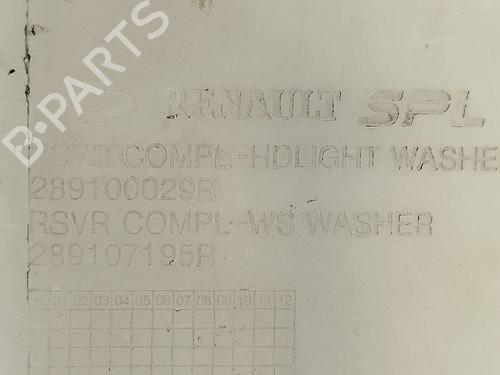 B-PARTS
RENAULT SPL
RSVR COMPL-HDLIGHT WASHE
289100029R
RSVR COMPL-WS WASHER
289107195R
01 02 03 04 05 06 07 08 09 10 11 12